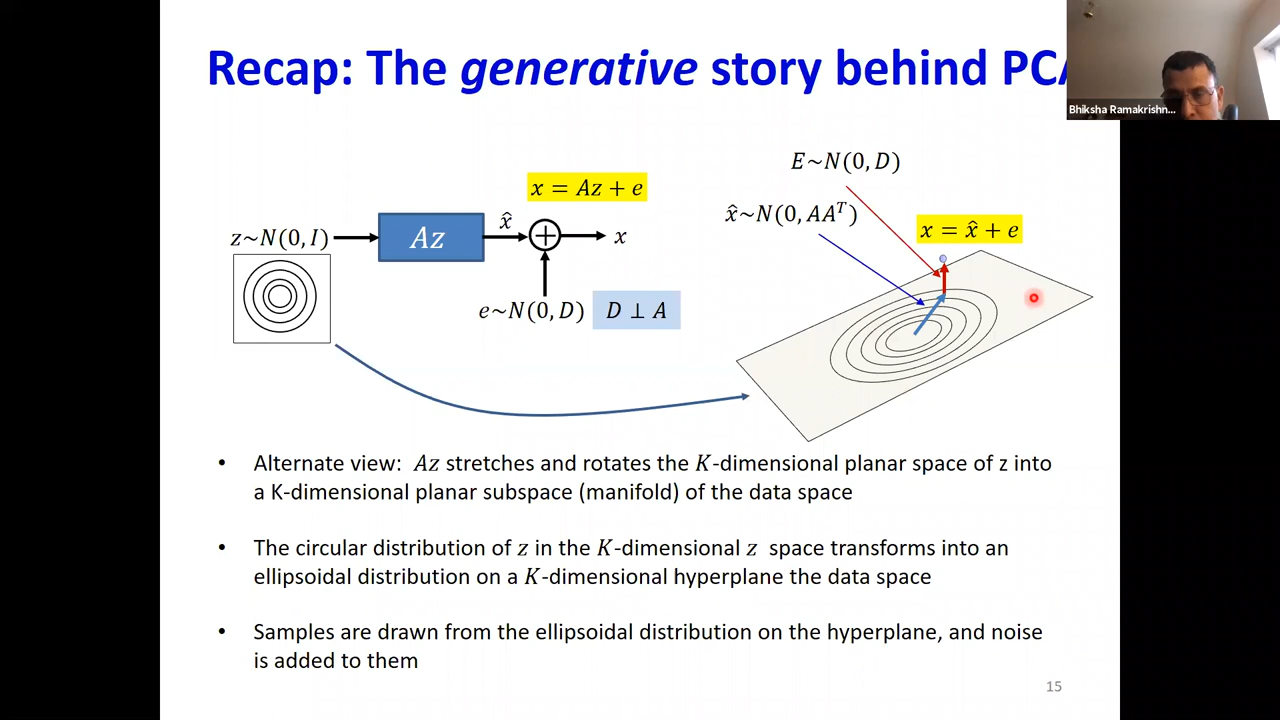 Recap: The generative story behind PCA
Bhiksha Ramakrishn...
E~N(0, D)
x = Az + e
x̂~N(0, AAᵀ)
x = x̂ + e
z~N(0, I)
Az
x̂
x
e~N(0, D)
D ⊥ A
• Alternate view: Az stretches and rotates the K-dimensional planar space of z into
a K-dimensional planar subspace (manifold) of the data space
• The circular distribution of z in the K-dimensional z space transforms into an
ellipsoidal distribution on a K-dimensional hyperplane the data space
• Samples are drawn from the ellipsoidal distribution on the hyperplane, and noise
is added to them
15